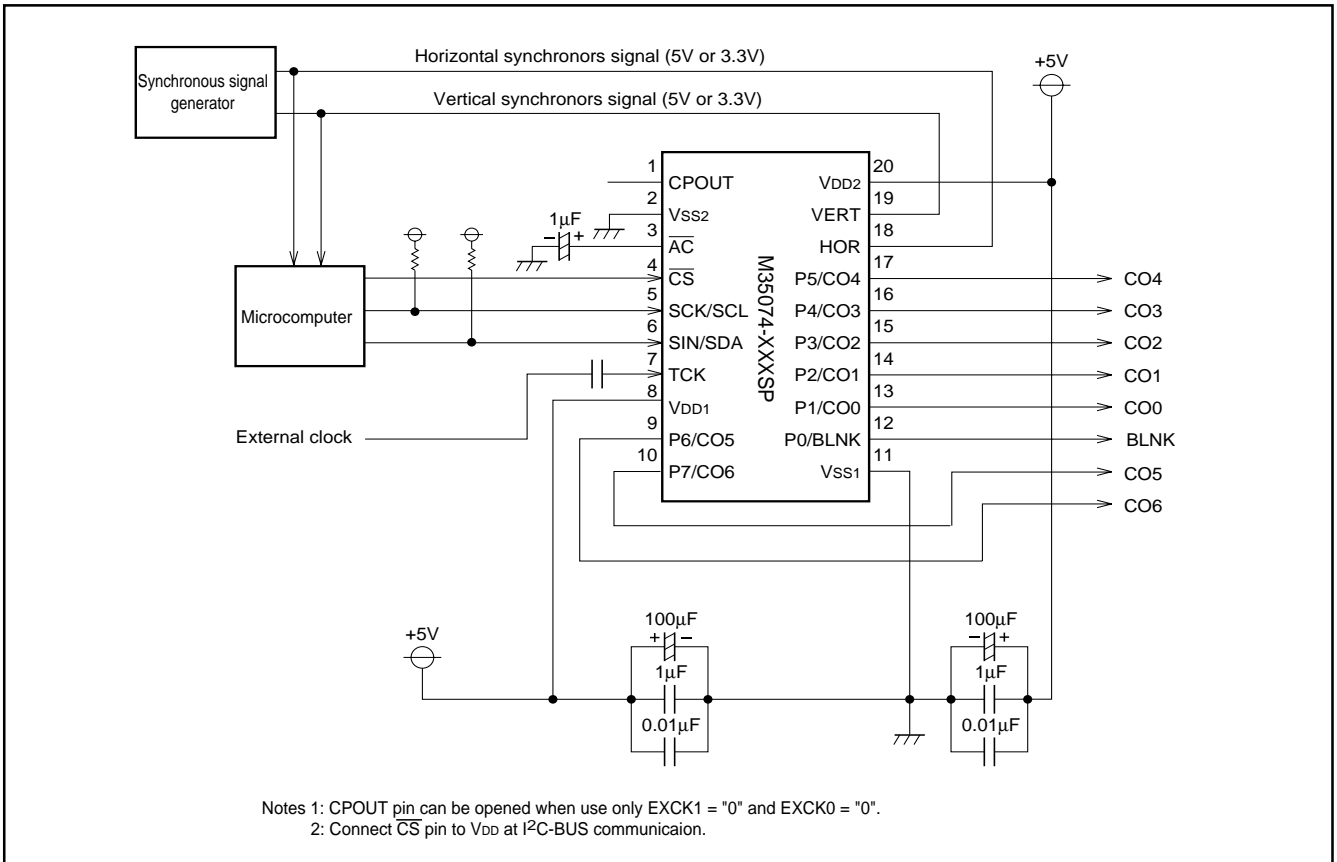 Horizontal synchronors signal (5V or 3.3V)
+5V
Synchronous signal
generator
Vertical synchronors signal (5V or 3.3V)
1 CPOUT
2 VSS2
1µF
- +
3 AC
4 CS
5 SCK/SCL
6 SIN/SDA
7 TCK
8 VDD1
9 P6/CO5
10 P7/CO6
M35074-XXXSP
20 VDD2
19 VERT
18 HOR
17 P5/CO4
16 P4/CO3
15 P3/CO2
14 P2/CO1
13 P1/CO0
12 P0/BLNK
11 VSS1
Microcomputer
External clock
CO4
CO3
CO2
CO1
CO0
BLNK
CO5
CO6
+5V
100µF
+ -
1µF
0.01µF
100µF
- +
1µF
0.01µF
Notes 1: CPOUT pin can be opened when use only EXCK1 = "0" and EXCK0 = "0".
2: Connect CS pin to VDD at I2C-BUS communicaion.